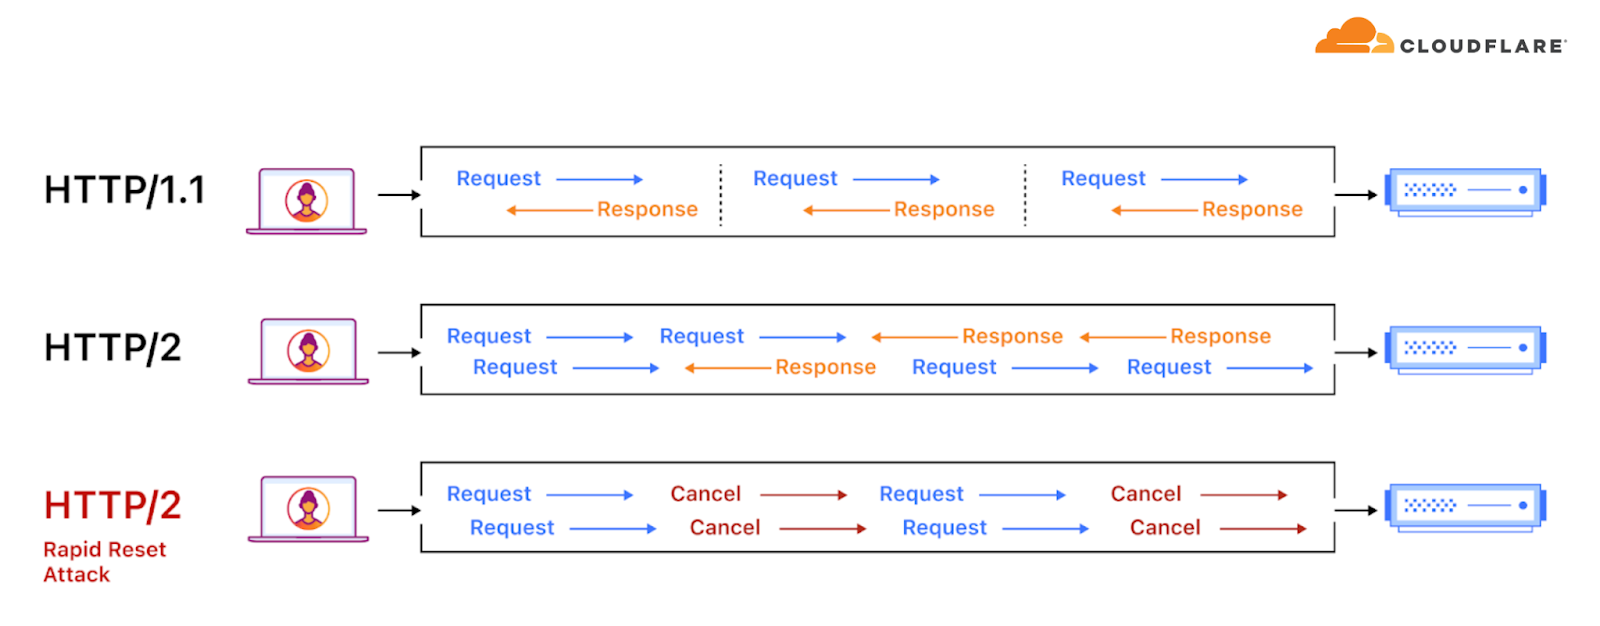 CLOUDFLARE
HTTP/1.1
Request Request Request
Response Response Response
HTTP/2
Request Request Response Response
Request Response Request Request
HTTP/2
Rapid Reset
Attack
Request Cancel Request Cancel
Request Cancel Request Cancel